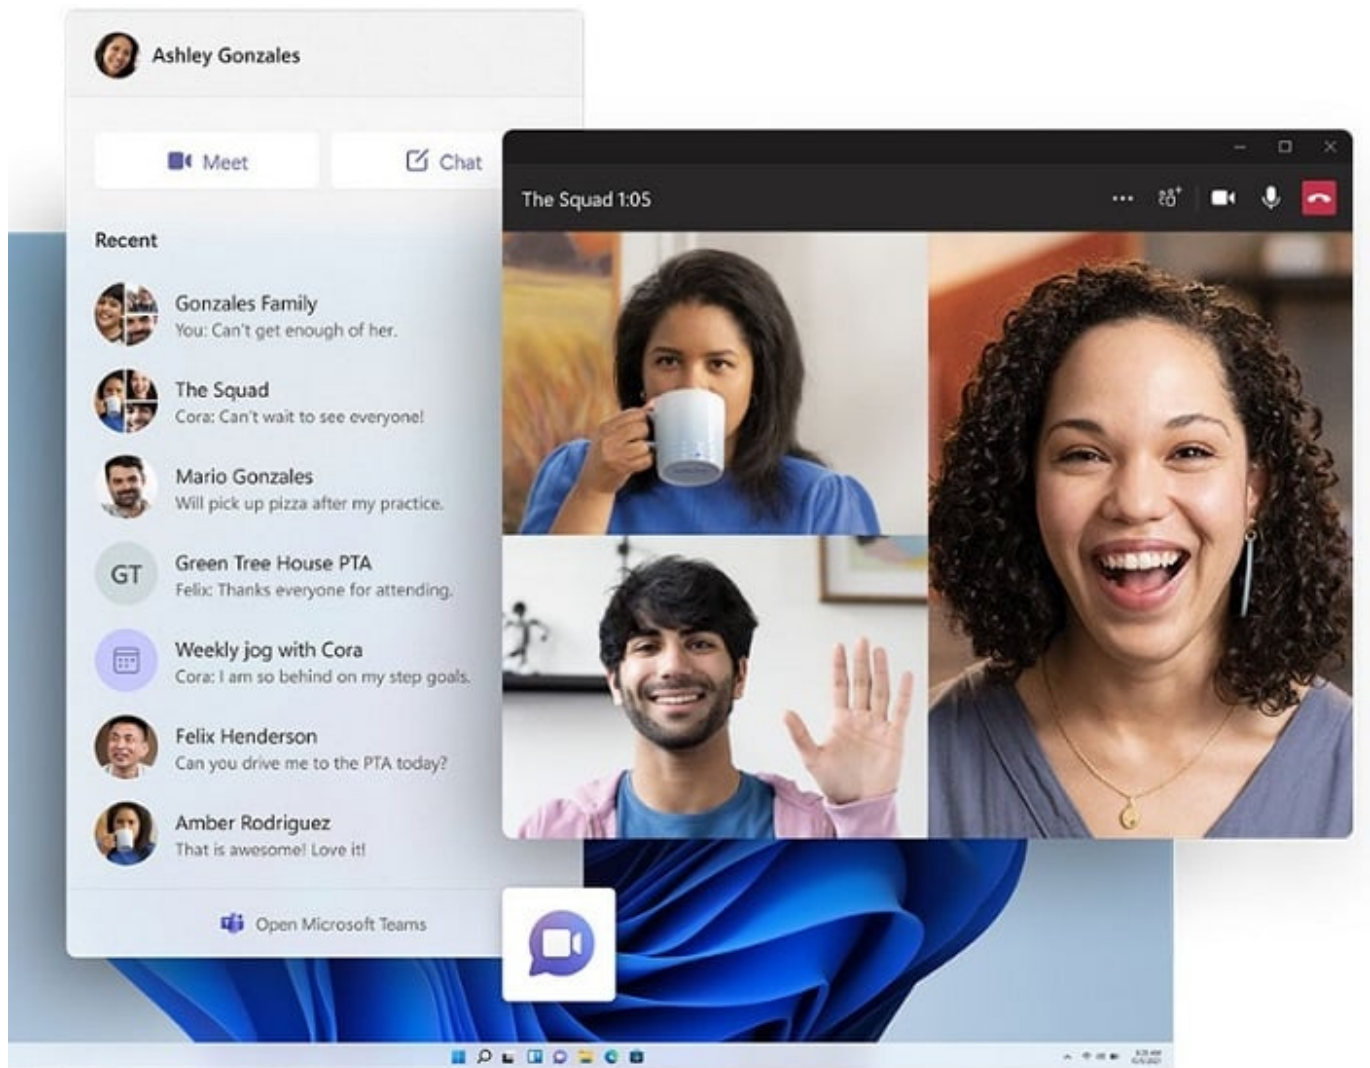 Ashley Gonzales
Meet
Chat
Recent
Gonzales Family
You: Can't get enough of her.
The Squad
Cora: Can't wait to see everyone!
Mario Gonzales
Will pick up pizza after my practice.
GT
Green Tree House PTA
Felix: Thanks everyone for attending.
Weekly jog with Cora
Cora: I am so behind on my step goals.
Felix Henderson
Can you drive me to the PTA today?
Amber Rodriguez
That is awesome! Love it!
Open Microsoft Teams
The Squad 1:05